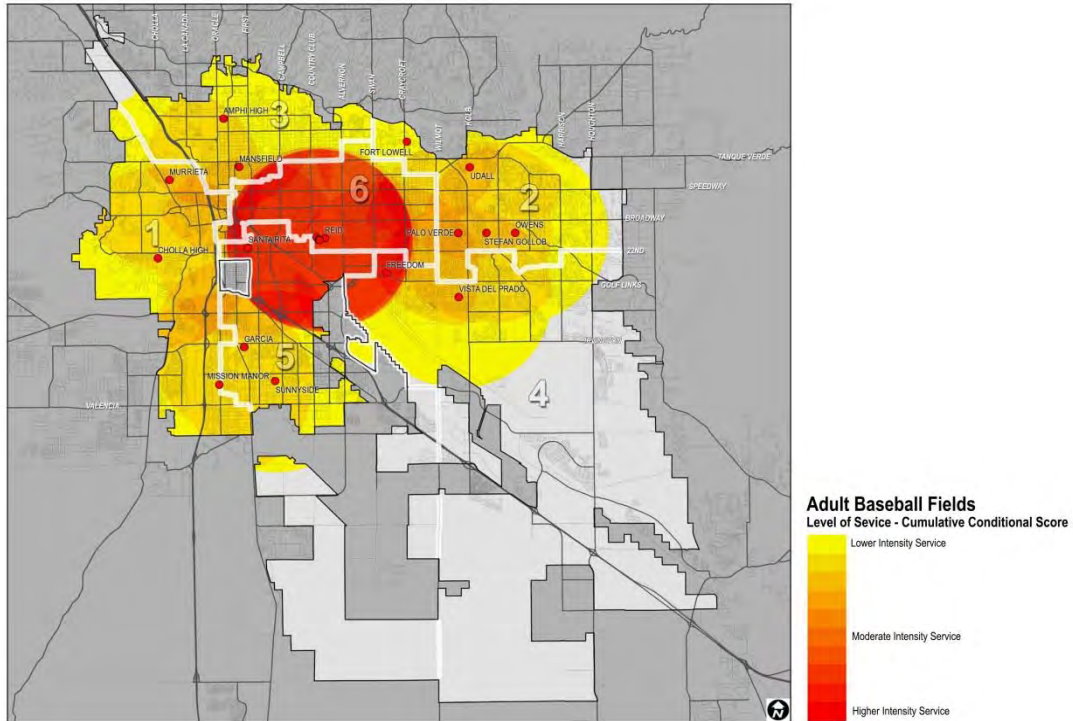 CHOLLA
LA CANADA
ORACLE
FIRST
CAMPBELL
COUNTRY CLUB
ALVERNON
SWAN
CRAYCROFT
WILMOT
KOLB
HARRISON
HOUGHTON
AMPHI HIGH
3
FORT LOWELL
TANQUE VERDE
MANSFIELD
MURRIETA
UDALL
6
SPEEDWAY
2
BROADWAY
1
OWENS
REID
PALO VERDE
STEFAN GOLLOB
SANTA RITA
22ND
CHOLLA HIGH
FREEDOM
GOLF LINKS
VISTA DEL PRADO
GARCIA
5
MISSION MANOR
SUNNYSIDE
4
VALENCIA
N
Adult Baseball Fields
Level of Sevice - Cumulative Conditional Score
Lower Intensity Service
Moderate Intensity Service
Higher Intensity Service